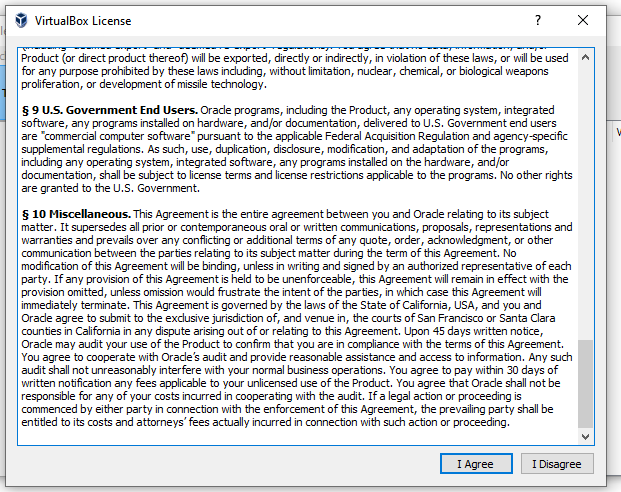 VirtualBox License
Product (or direct product thereof) will be exported, directly or indirectly, in violation of these laws, or will be used
for any purpose prohibited by these laws including, without limitation, nuclear, chemical, or biological weapons
proliferation, or development of missile technology.
§ 9 U.S. Government End Users. Oracle programs, including the Product, any operating system, integrated
software, any programs installed on hardware, and/or documentation, delivered to U.S. Government end users
are "commercial computer software" pursuant to the applicable Federal Acquisition Regulation and agency-specific
supplemental regulations. As such, use, duplication, disclosure, modification, and adaptation of the programs,
including any operating system, integrated software, any programs installed on the hardware, and/or
documentation, shall be subject to license terms and license restrictions applicable to the programs. No other rights
are granted to the U.S. Government.
§ 10 Miscellaneous. This Agreement is the entire agreement between you and Oracle relating to its subject
matter. It supersedes all prior or contemporaneous oral or written communications, proposals, representations and
warranties and prevails over any conflicting or additional terms of any quote, order, acknowledgment, or other
communication between the parties relating to its subject matter during the term of this Agreement. No
modification of this Agreement will be binding, unless in writing and signed by an authorized representative of each
party. If any provision of this Agreement is held to be unenforceable, this Agreement will remain in effect with the
provision omitted, unless omission would frustrate the intent of the parties, in which case this Agreement will
immediately terminate. This Agreement is governed by the laws of the State of California, USA, and you and
Oracle agree to submit to the exclusive jurisdiction of, and venue in, the courts of San Francisco or Santa Clara
counties in California in any dispute arising out of or relating to this Agreement. Upon 45 days written notice,
Oracle may audit your use of the Product to confirm that you are in compliance with the terms of this Agreement.
You agree to cooperate with Oracle's audit and provide reasonable assistance and access to information. Any such
audit shall not unreasonably interfere with your normal business operations. You agree to pay within 30 days of
written notification any fees applicable to your unlicensed use of the Product. You agree that Oracle shall not be
responsible for any of your costs incurred in cooperating with the audit. If a legal action or proceeding is
commenced by either party in connection with the enforcement of this Agreement, the prevailing party shall be
entitled to its costs and attorneys' fees actually incurred in connection with such action or proceeding.
I Agree
I Disagree